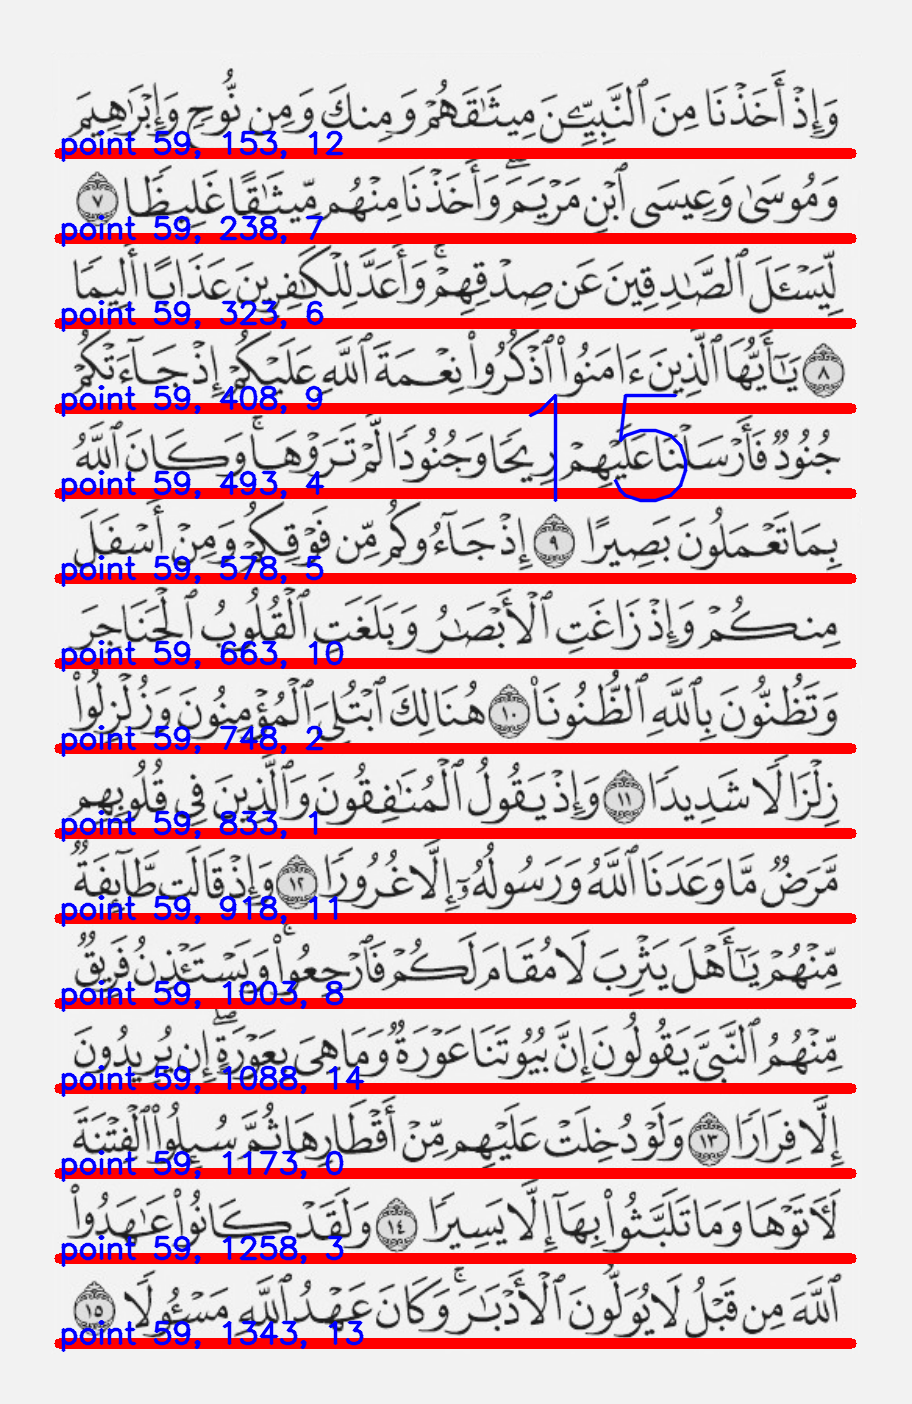 وَإِذْ أَخَذْنَا مِنَ ٱلنَّبِيِّـۧنَ مِيثَـٰقَهُمْ وَمِنكَ وَمِن نُّوحٍ وَإِبْرَٰهِيمَ
point 59, 153, 12
وَمُوسَىٰ وَعِيسَى ٱبْنِ مَرْيَمَ ۖ وَأَخَذْنَا مِنْهُم مِّيثَـٰقًا غَلِيظًا ٧
point 59, 238, 7
لِّيَسْـَٔلَ ٱلصَّـٰدِقِينَ عَن صِدْقِهِمْ ۚ وَأَعَدَّ لِلْكَـٰفِرِينَ عَذَابًا أَلِيمًا
point 59, 323, 6
٨ يَـٰٓأَيُّهَا ٱلَّذِينَ ءَامَنُوا۟ ٱذْكُرُوا۟ نِعْمَةَ ٱللَّهِ عَلَيْكُمْ إِذْ جَآءَتْكُمْ
point 59, 408, 9
15
جُنُودٌ فَأَرْسَلْنَا عَلَيْهِمْ رِيحًا وَجُنُودًا لَّمْ تَرَوْهَا ۚ وَكَانَ ٱللَّهُ
point 59, 493, 4
بِمَا تَعْمَلُونَ بَصِيرًا ٩ إِذْ جَآءُوكُم مِّن فَوْقِكُمْ وَمِنْ أَسْفَلَ
point 59, 578, 5
مِنكُمْ وَإِذْ زَاغَتِ ٱلْأَبْصَـٰرُ وَبَلَغَتِ ٱلْقُلُوبُ ٱلْحَنَاجِرَ
point 59, 663, 10
وَتَظُنُّونَ بِٱللَّهِ ٱلظُّنُونَا۠ ١٠ هُنَالِكَ ٱبْتُلِىَ ٱلْمُؤْمِنُونَ وَزُلْزِلُوا۟
point 59, 748, 2
زِلْزَالًا شَدِيدًا ١١ وَإِذْ يَقُولُ ٱلْمُنَـٰفِقُونَ وَٱلَّذِينَ فِى قُلُوبِهِم
point 59, 833, 1
مَّرَضٌ مَّا وَعَدَنَا ٱللَّهُ وَرَسُولُهُۥٓ إِلَّا غُرُورًا ١٢ وَإِذْ قَالَت طَّآئِفَةٌ
point 59, 918, 11
مِّنْهُمْ يَـٰٓأَهْلَ يَثْرِبَ لَا مُقَامَ لَكُمْ فَٱرْجِعُوا۟ ۚ وَيَسْتَـْٔذِنُ فَرِيقٌ
point 59, 1003, 8
مِّنْهُمُ ٱلنَّبِىَّ يَقُولُونَ إِنَّ بُيُوتَنَا عَوْرَةٌ وَمَا هِىَ بِعَوْرَةٍ ۖ إِن يُرِيدُونَ
point 59, 1088, 14
إِلَّا فِرَارًا ١٣ وَلَوْ دُخِلَتْ عَلَيْهِم مِّنْ أَقْطَارِهَا ثُمَّ سُئِلُوا۟ ٱلْفِتْنَةَ
point 59, 1173, 0
لَـَٔاتَوْهَا وَمَا تَلَبَّثُوا۟ بِهَآ إِلَّا يَسِيرًا ١٤ وَلَقَدْ كَانُوا۟ عَـٰهَدُوا۟
point 59, 1258, 3
ٱللَّهَ مِن قَبْلُ لَا يُوَلُّونَ ٱلْأَدْبَـٰرَ ۚ وَكَانَ عَهْدُ ٱللَّهِ مَسْـُٔولًا ١٥
point 59, 1343, 13